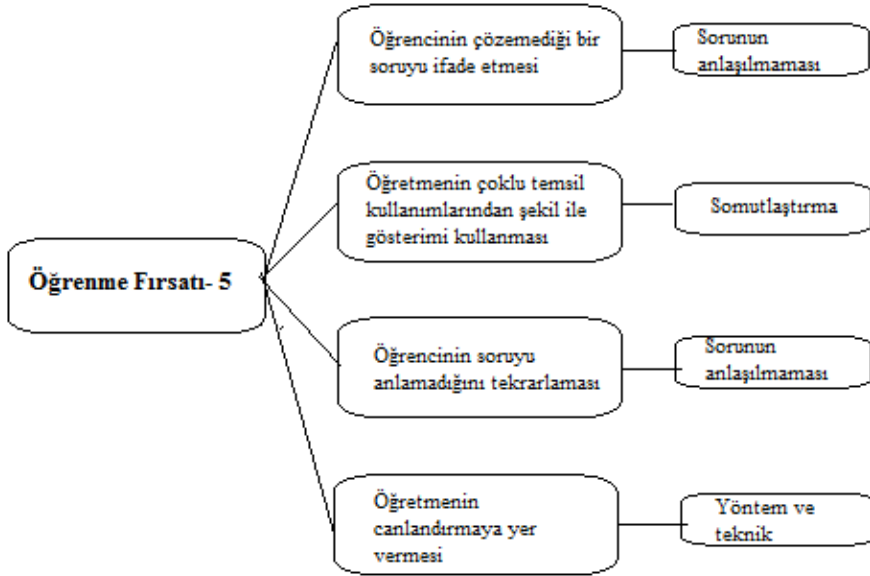 Öğrencinin çözemediği bir
soruyu ifade etmesi
Sorunun
anlaşılmaması
Öğretmenin çoklu temsil
kullanımlarından şekil ile
gösterimi kullanması
Somutlaştırma
Öğrenme Fırsatı- 5
Öğrencinin soruyu
anlamadığını tekrarlaması
Sorunun
anlaşılmaması
Öğretmenin
canlandırmaya yer
vermesi
Yöntem ve
teknik